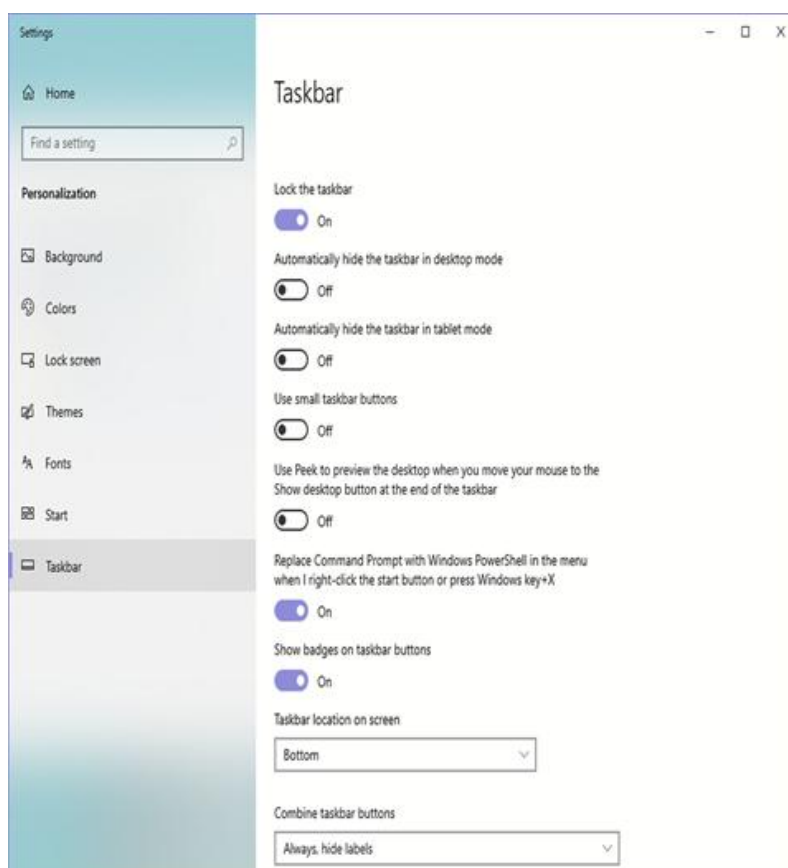 Settings
Home
Find a setting
Personalization
Background
Colors
Lock screen
Themes
Fonts
Start
Taskbar
Taskbar
Lock the taskbar
On
Automatically hide the taskbar in desktop mode
Off
Automatically hide the taskbar in tablet mode
Off
Use small taskbar buttons
Off
Use Peek to preview the desktop when you move your mouse to the
Show desktop button at the end of the taskbar
Off
Replace Command Prompt with Windows PowerShell in the menu
when I right-click the start button or press Windows key+X
On
Show badges on taskbar buttons
On
Taskbar location on screen
Bottom
Combine taskbar buttons
Always, hide labels